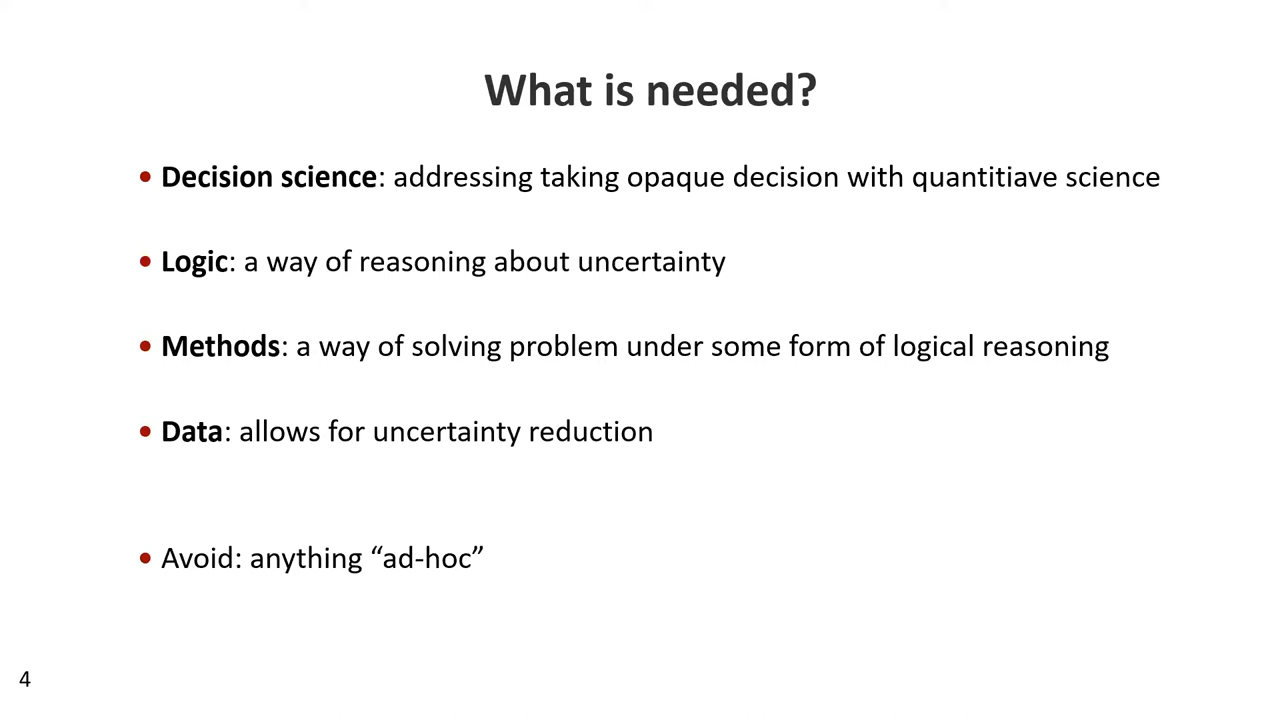 What is needed?
• Decision science: addressing taking opaque decision with quantitiave science
• Logic: a way of reasoning about uncertainty
• Methods: a way of solving problem under some form of logical reasoning
• Data: allows for uncertainty reduction
• Avoid: anything “ad-hoc”
4